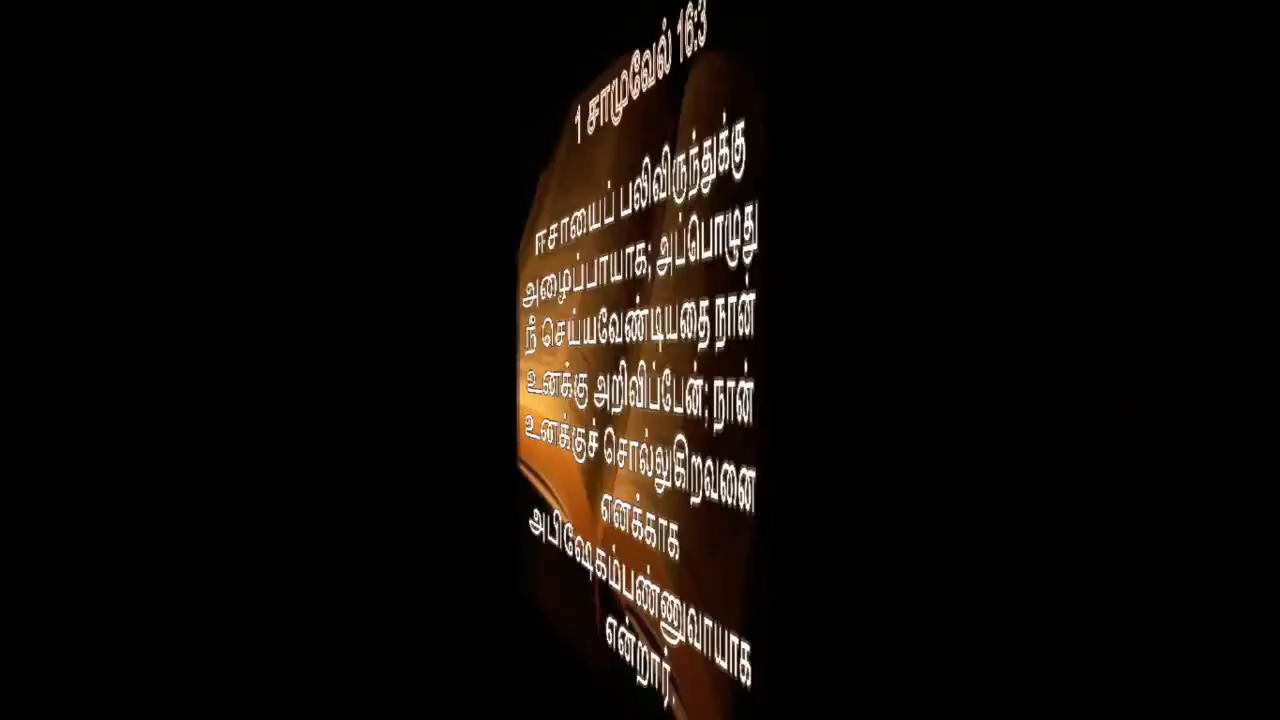 1 சாமுவேல் 16:3
ஈசாயைப் பலிவிருந்துக்கு
அழைப்பாயாக; அப்பொழுது
நீ செய்யவேண்டியதை நான்
உனக்கு அறிவிப்பேன்; நான்
உனக்குச் சொல்லுகிறவனை
எனக்காக
அபிஷேகம்பண்ணுவாயாக
என்றார்.